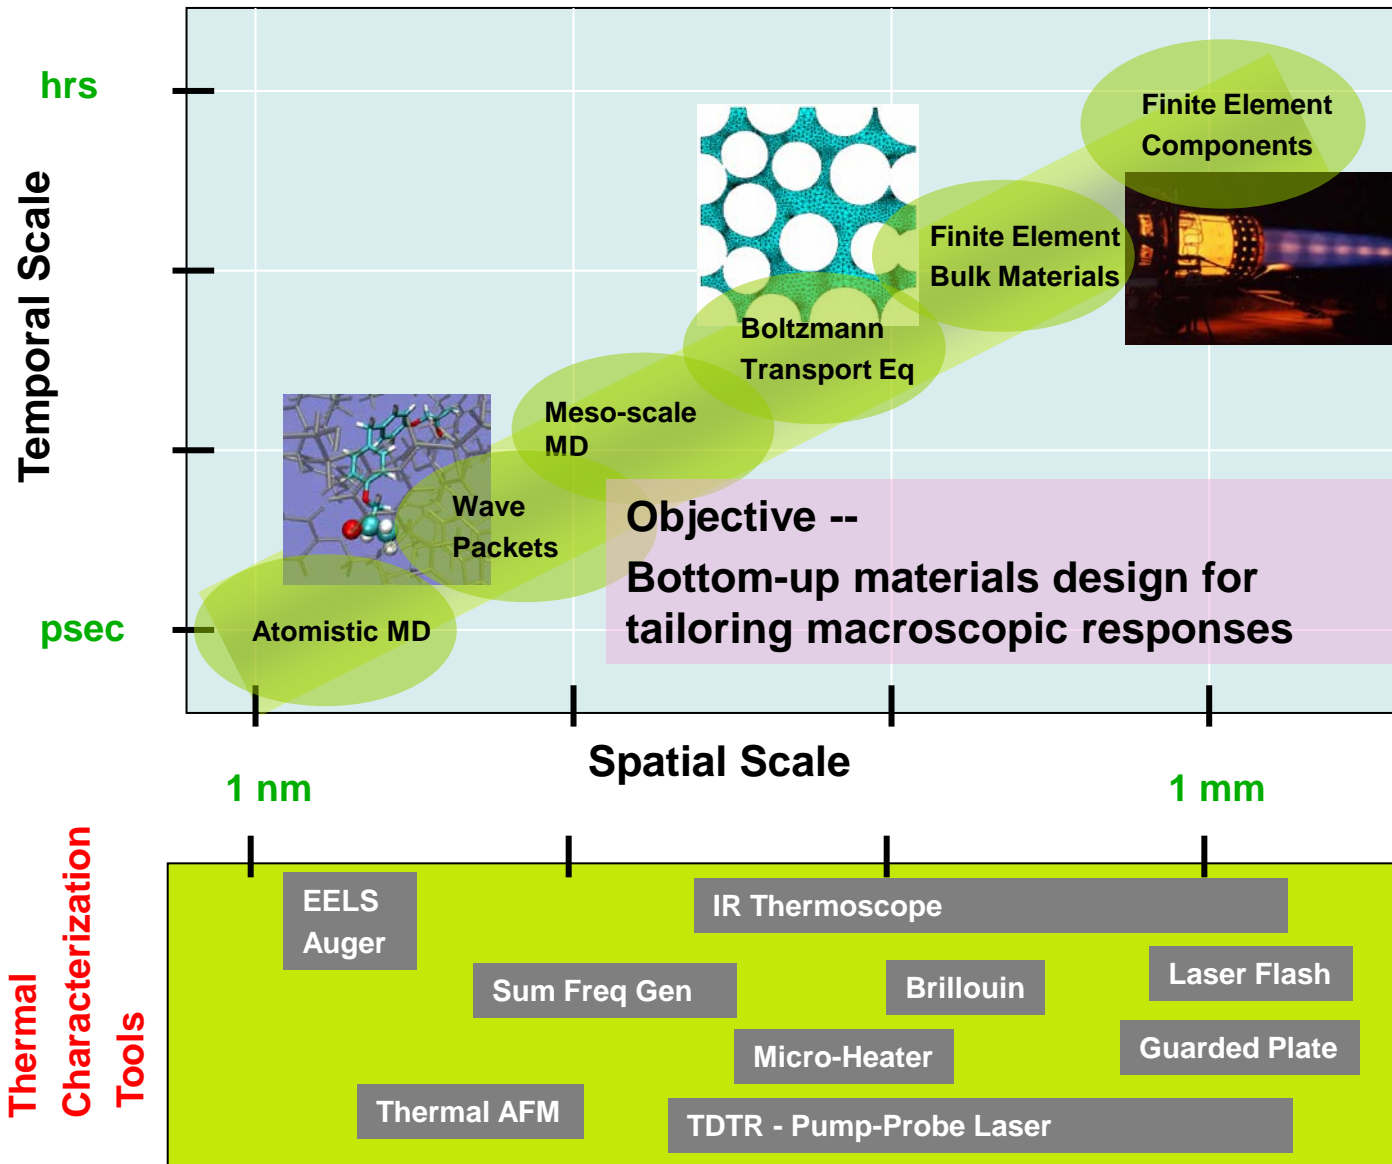 hrs
Temporal Scale
psec
Finite Element
Components
Finite Element
Bulk Materials
Boltzmann
Transport Eq
Meso-scale
MD
Wave
Packets
Atomistic MD
Objective --
Bottom-up materials design for
tailoring macroscopic responses
Spatial Scale
1 nm
1 mm
Thermal
Characterization
Tools
EELS
Auger
IR Thermoscope
Sum Freq Gen
Brillouin
Laser Flash
Micro-Heater
Guarded Plate
Thermal AFM
TDTR - Pump-Probe Laser